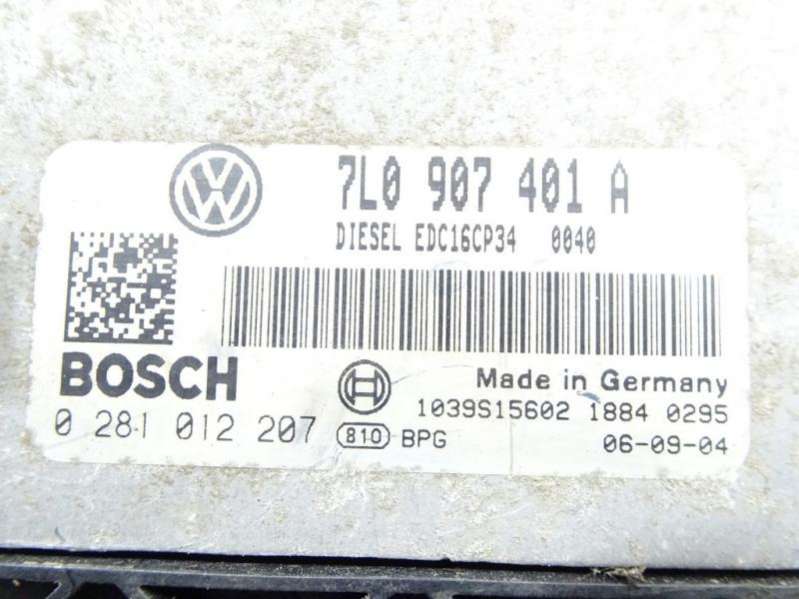 7L0 907 401 A
DIESEL EDC16CP34 0040
BOSCH
Made in Germany
0 281 012 207
1039S15602 1884 0295
810 BPG
06-09-04